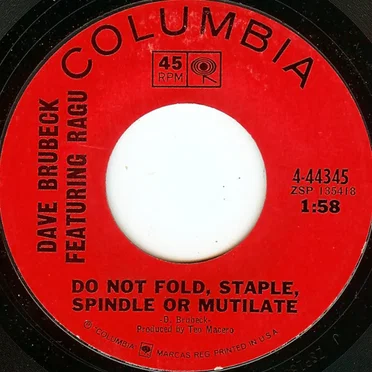 COLUMBIA
45
RPM
DAVE BRUBECK
FEATURING RAGU
4-44345
ZSP 135418
1:58
DO NOT FOLD, STAPLE,
SPINDLE OR MUTILATE
-D. Brubeck-
Produced by Teo Macero
"COLUMBIA" MARCAS REG. PRINTED IN U.S.A.